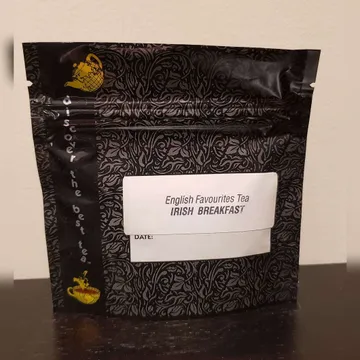 discover the best tea
English Favourites Tea
IRISH BREAKFAST
DATE: